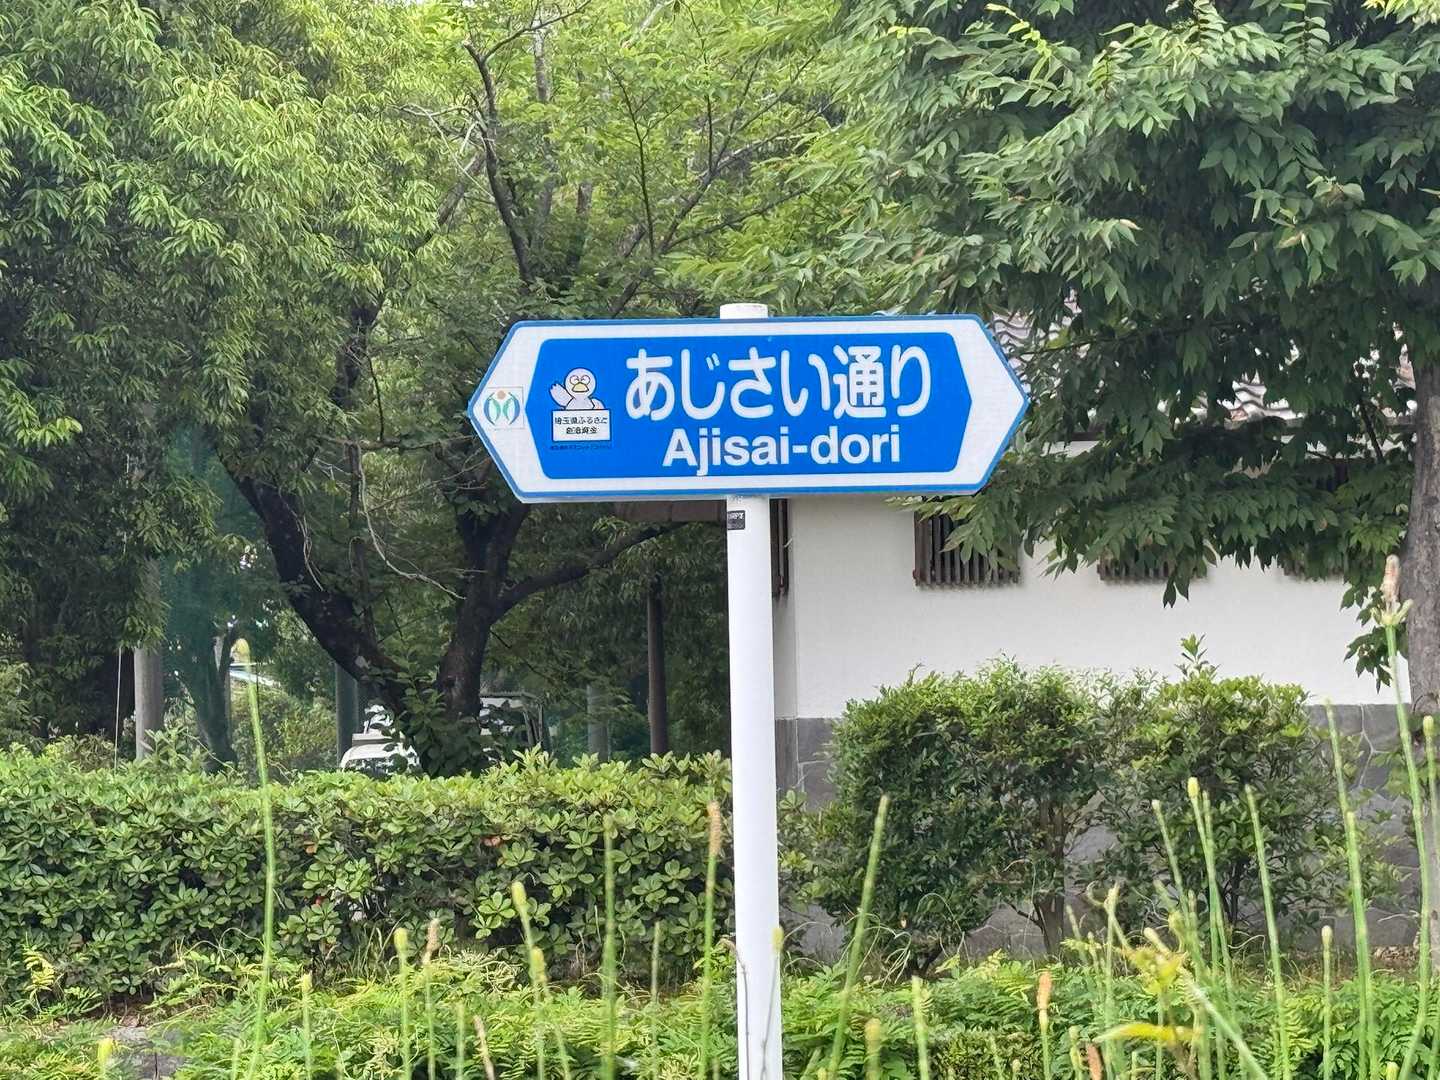 あじさい通り
Ajisai-dori
埼玉県ふるさと
創造資金